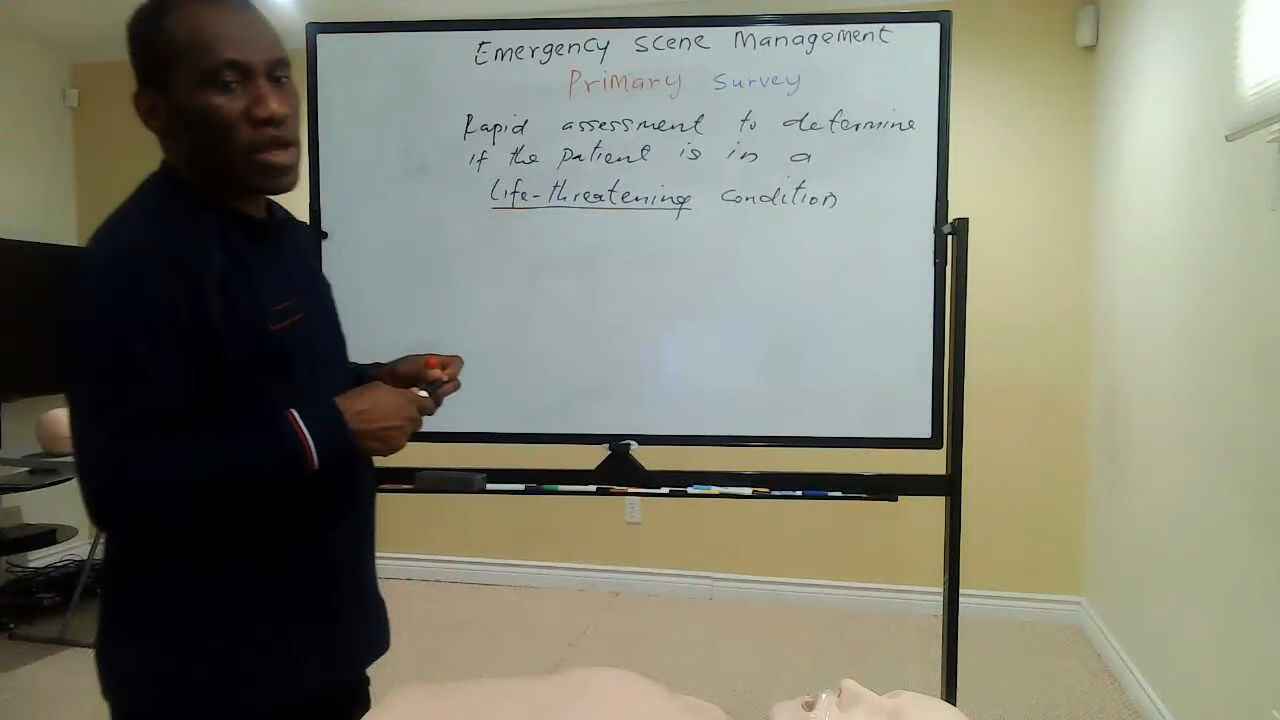 Emergency scene Management
Primary Survey
Rapid assessment to determine
if the patient is in a
life-threatening condition